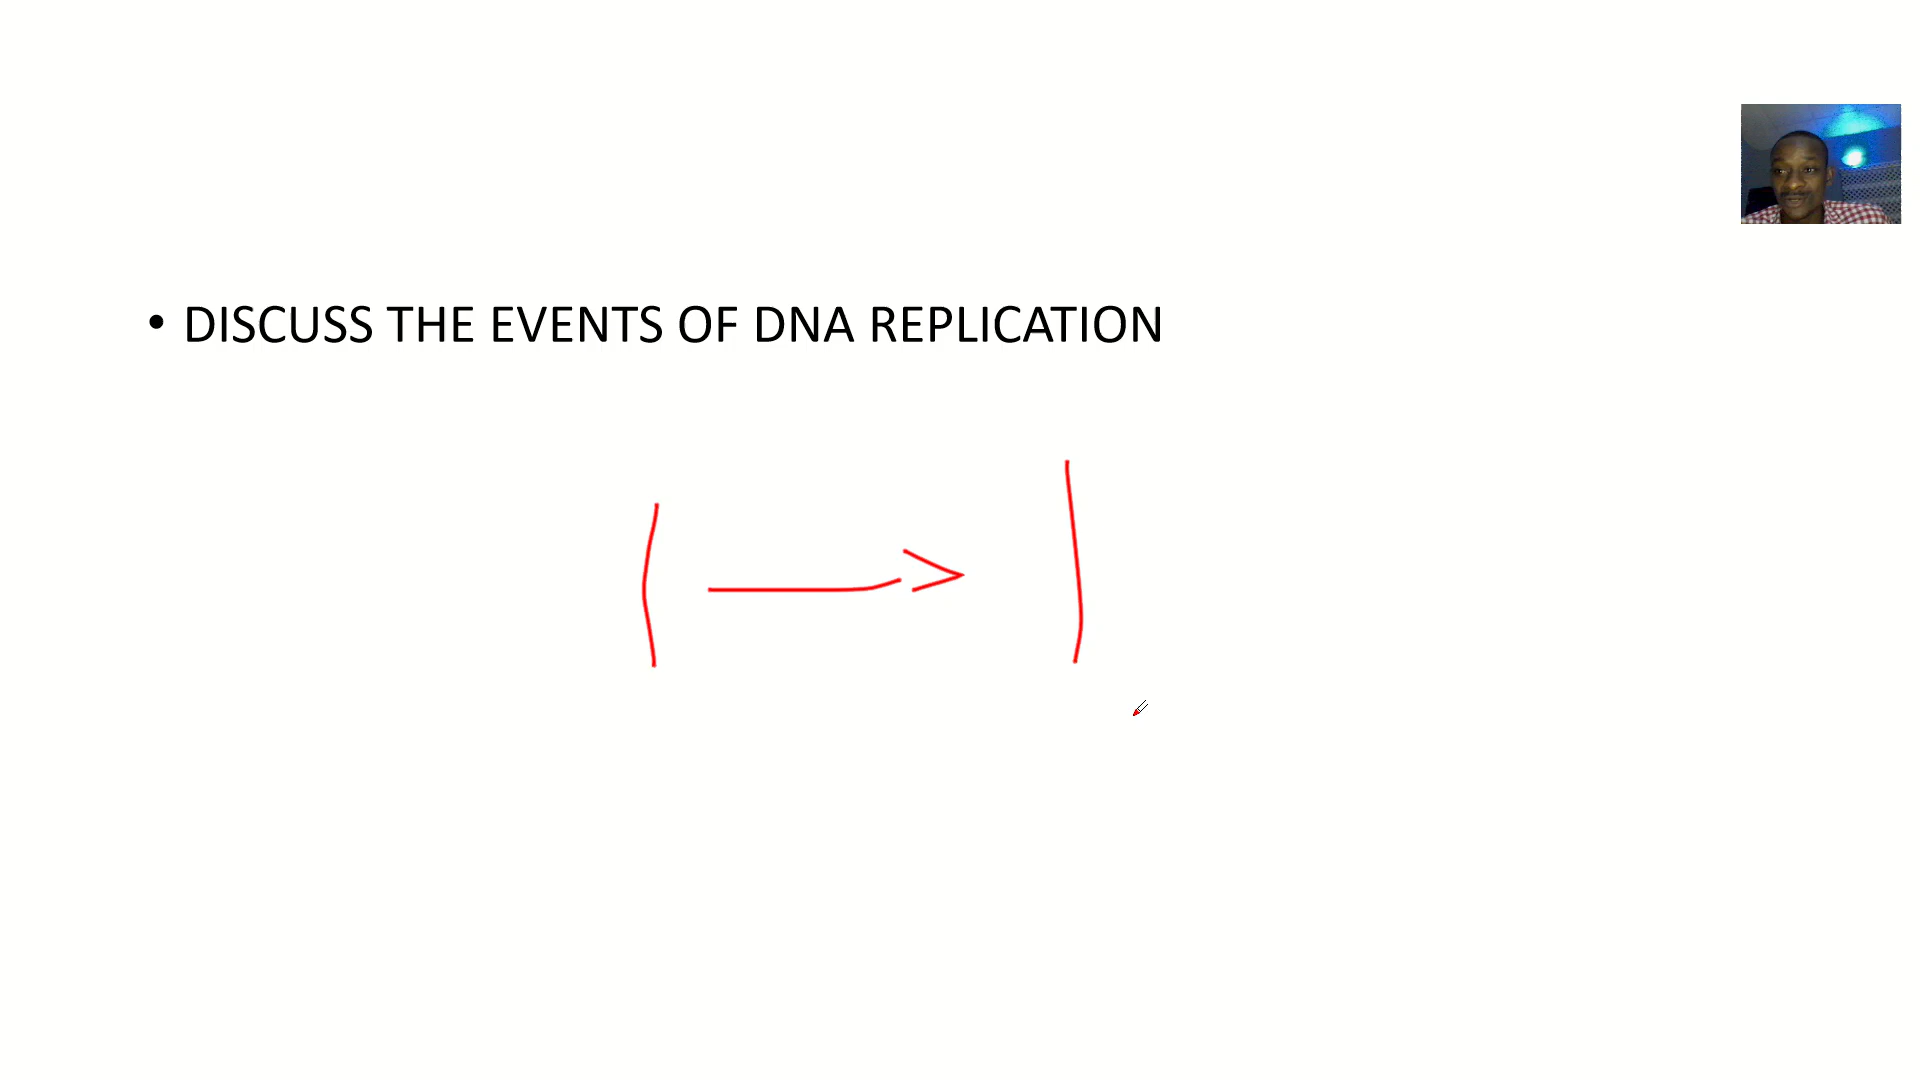 • DISCUSS THE EVENTS OF DNA REPLICATION